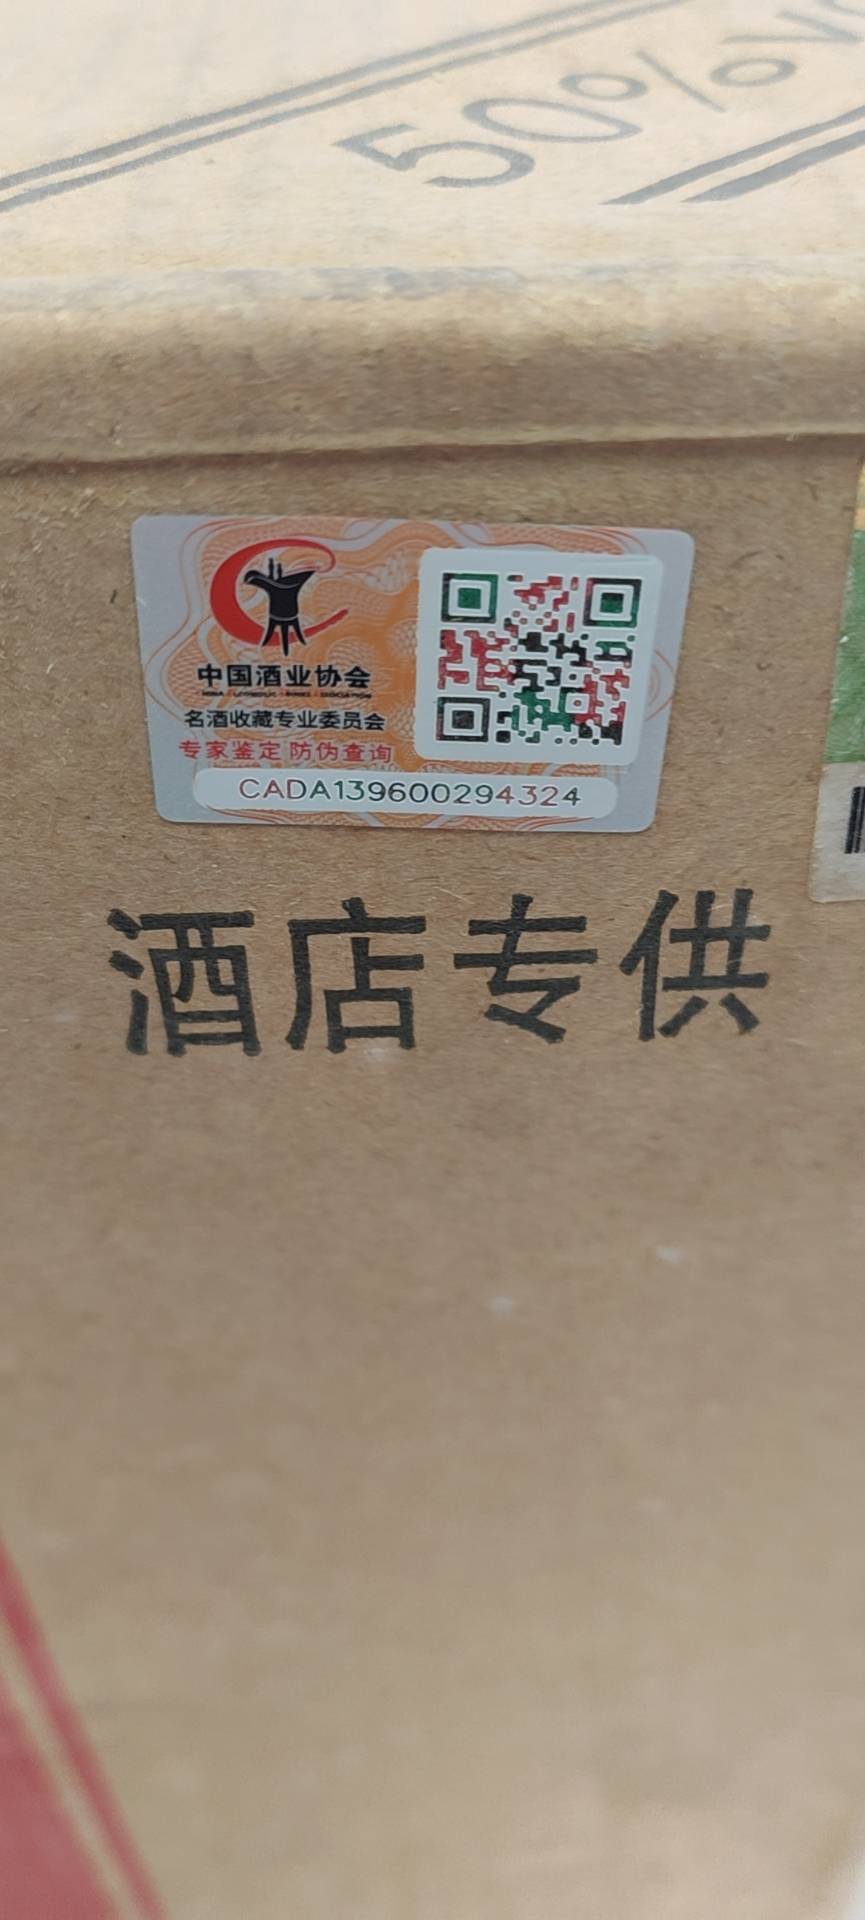 50%vo
中国酒业协会
名酒收藏专业委员会
专家鉴定 防伪查询
CADA139600294324
酒店专供